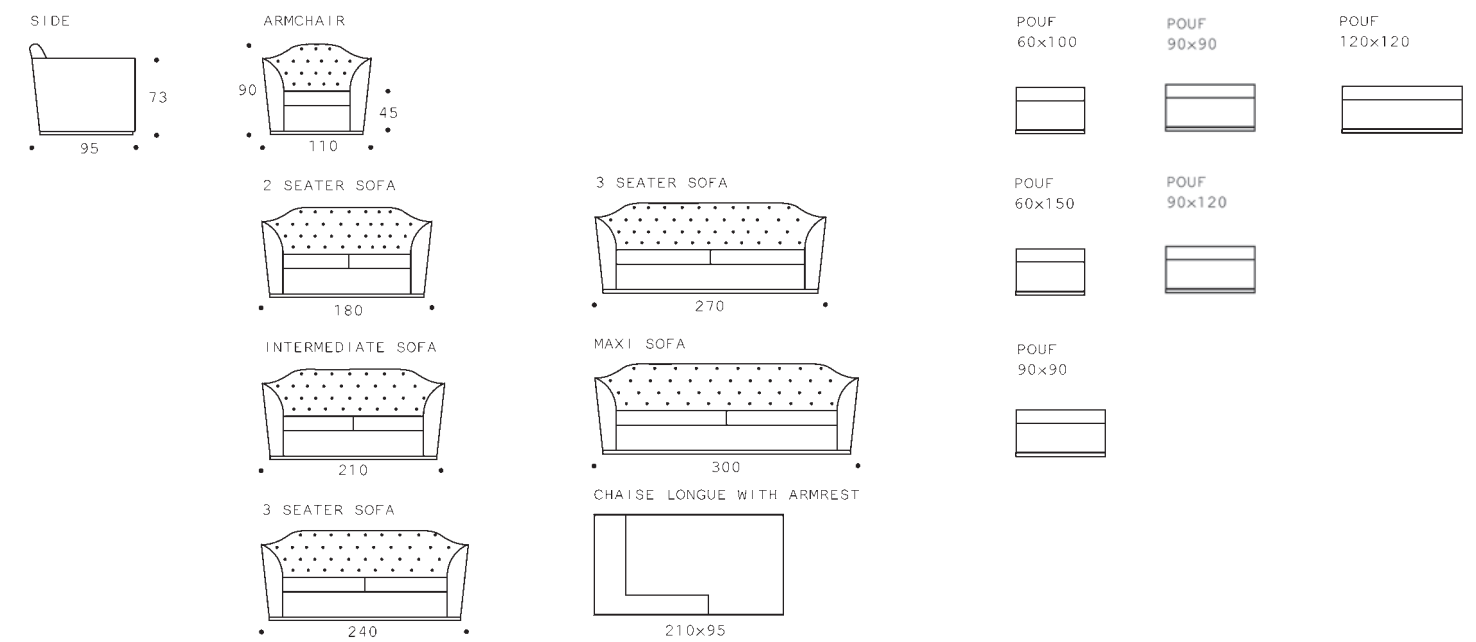 SIDE
73
95
ARMCHAIR
90
45
110
2 SEATER SOFA
180
INTERMEDIATE SOFA
210
3 SEATER SOFA
240
3 SEATER SOFA
270
MAXI SOFA
300
CHAISE LONGUE WITH ARMREST
210x95
POUF
60x100
POUF
90x90
POUF
120x120
POUF
60x150
POUF
90x120
POUF
90x90